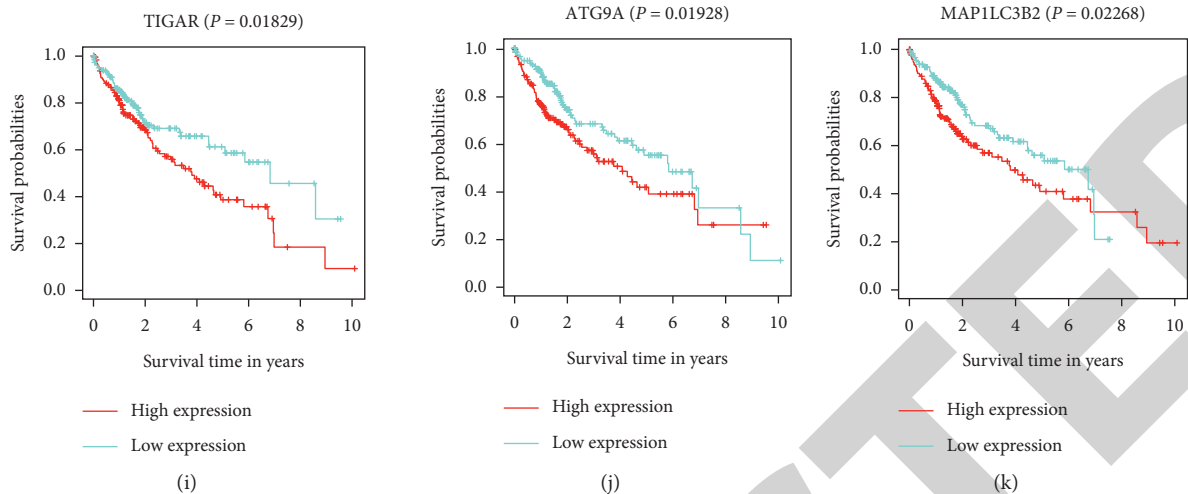 TIGAR (P = 0.01829)
Survival probabilities
1.0
0.8
0.6
0.4
0.2
0.0
0 2 4 6 8 10
Survival time in years
High expression
Low expression
(i)
ATG9A (P = 0.01928)
Survival probabilities
1.0
0.8
0.6
0.4
0.2
0.0
0 2 4 6 8 10
Survival time in years
High expression
Low expression
(j)
MAP1LC3B2 (P = 0.02268)
Survival probabilities
1.0
0.8
0.6
0.4
0.2
0.0
0 2 4 6 8 10
Survival time in years
High expression
Low expression
(k)